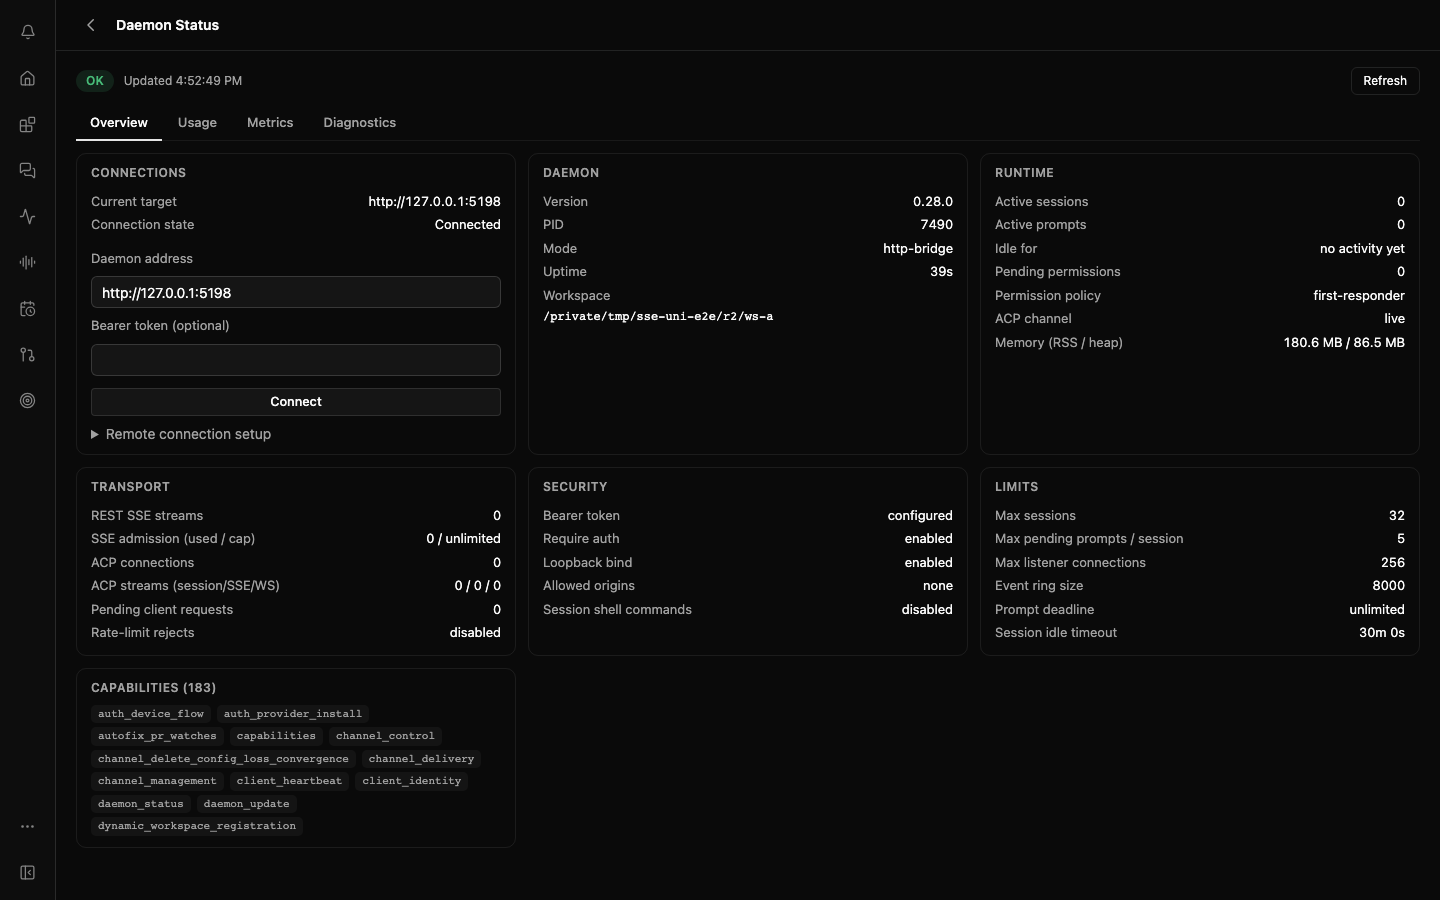 Daemon Status
OK Updated 4:52:49 PM
Refresh
Overview Usage Metrics Diagnostics
CONNECTIONS
Current target http://127.0.0.1:5198
Connection state Connected
Daemon address
http://127.0.0.1:5198
Bearer token (optional)
Connect
Remote connection setup
DAEMON
Version 0.28.0
PID 7490
Mode http-bridge
Uptime 39s
Workspace
/private/tmp/sse-uni-e2e/r2/ws-a
RUNTIME
Active sessions 0
Active prompts 0
Idle for no activity yet
Pending permissions 0
Permission policy first-responder
ACP channel live
Memory (RSS / heap) 180.6 MB / 86.5 MB
TRANSPORT
REST SSE streams 0
SSE admission (used / cap) 0 / unlimited
ACP connections 0
ACP streams (session/SSE/WS) 0 / 0 / 0
Pending client requests 0
Rate-limit rejects disabled
SECURITY
Bearer token configured
Require auth enabled
Loopback bind enabled
Allowed origins none
Session shell commands disabled
LIMITS
Max sessions 32
Max pending prompts / session 5
Max listener connections 256
Event ring size 8000
Prompt deadline unlimited
Session idle timeout 30m 0s
CAPABILITIES (183)
auth_device_flow auth_provider_install
autofix_pr_watches capabilities channel_control
channel_delete_config_loss_convergence channel_delivery
channel_management client_heartbeat client_identity
daemon_status daemon_update
dynamic_workspace_registration